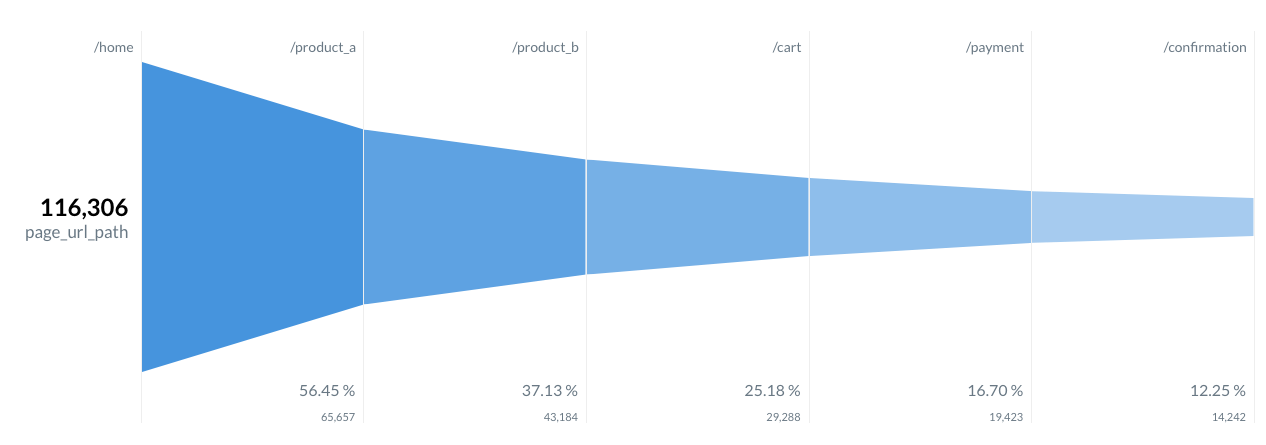 /home /product_a /product_b /cart /payment /confirmation
116,306
page_url_path
56.45 % 37.13 % 25.18 % 16.70 % 12.25 %
65,657 43,184 29,288 19,423 14,242